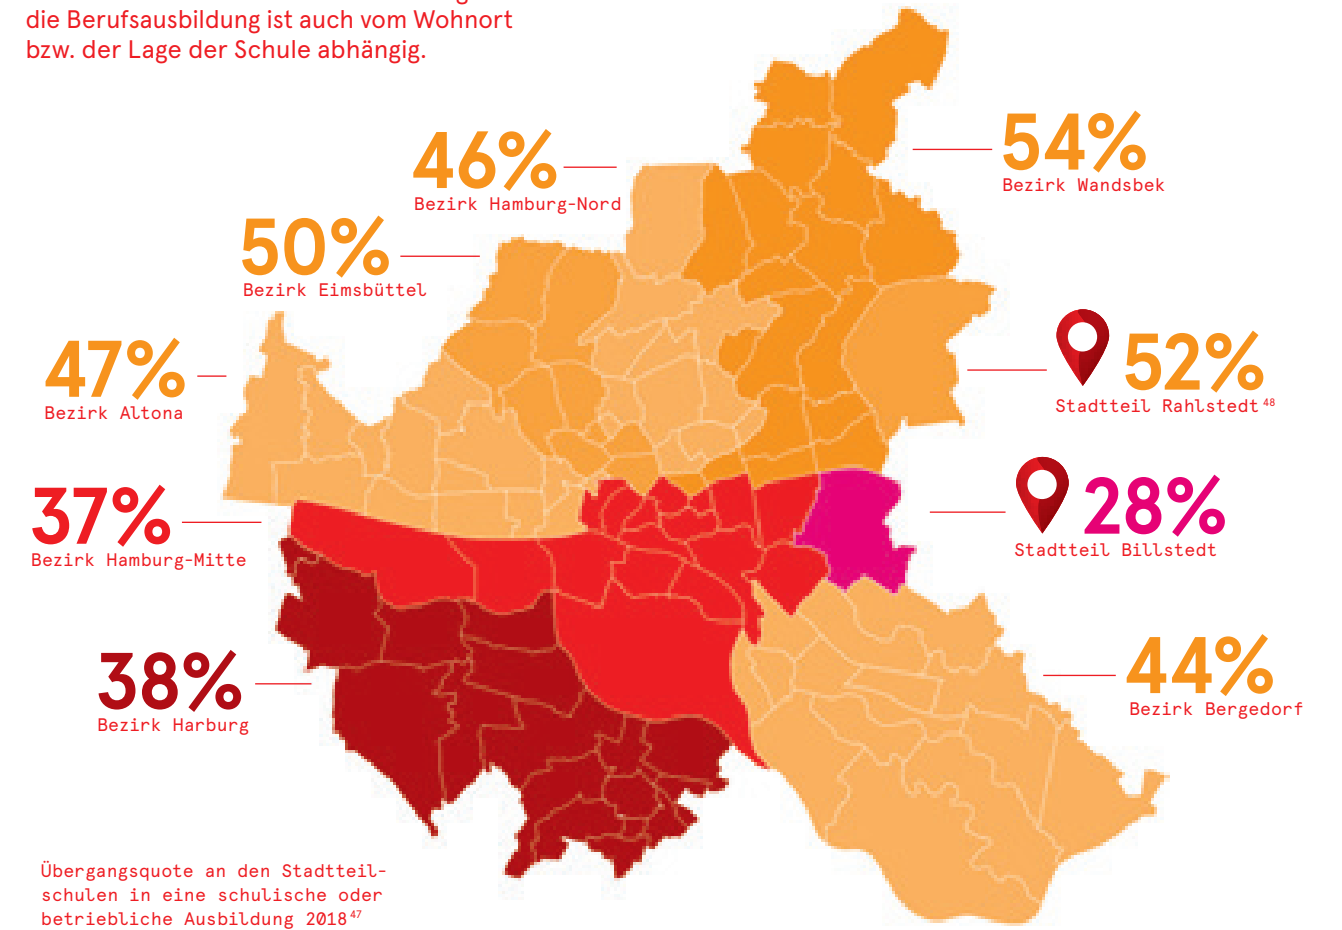 die Berufsausbildung ist auch vom Wohnort
bzw. der Lage der Schule abhängig.
46%
Bezirk Hamburg-Nord
54%
Bezirk Wandsbek
50%
Bezirk Eimsbüttel
47%
Bezirk Altona
52%
Stadtteil Rahlstedt 48
37%
Bezirk Hamburg-Mitte
28%
Stadtteil Billstedt
38%
Bezirk Harburg
44%
Bezirk Bergedorf
Übergangsquote an den Stadtteil-
schulen in eine schulische oder
betriebliche Ausbildung 2018 47